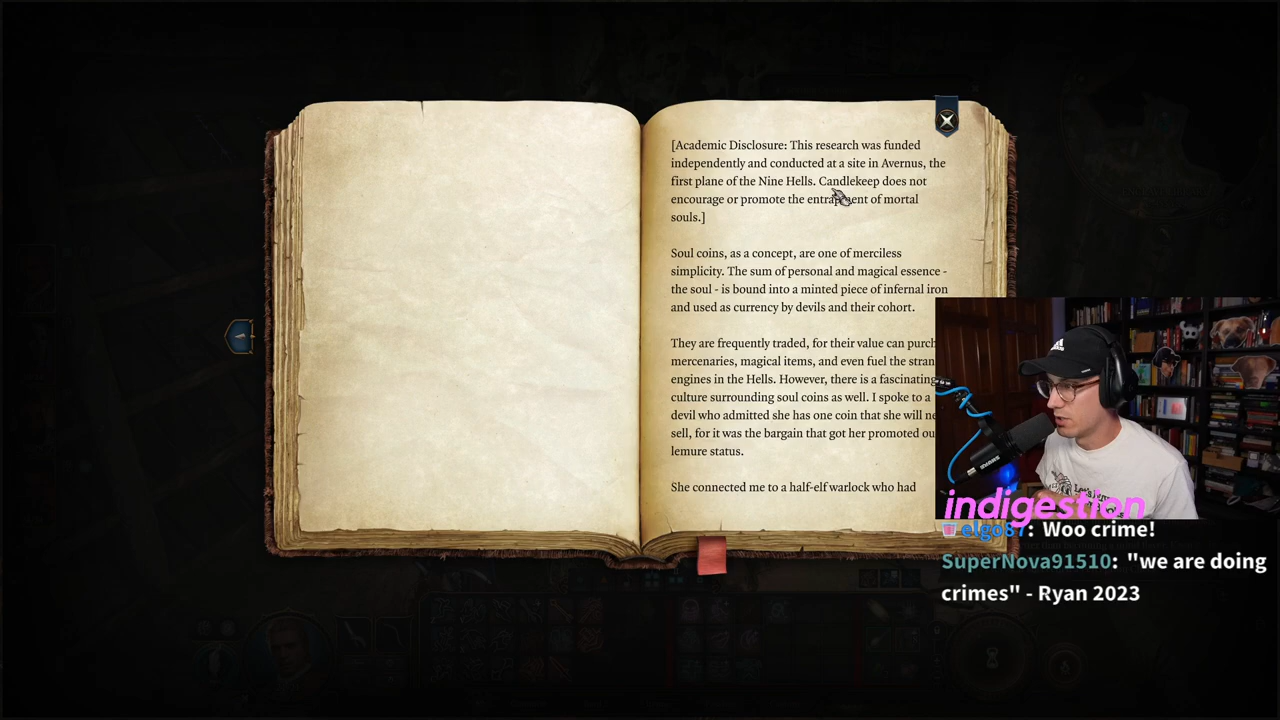 [Academic Disclosure: This research was funded
independently and conducted at a site in Avernus, the
first plane of the Nine Hells. Candlekeep does not
encourage or promote the entrapment of mortal
souls.]
Soul coins, as a concept, are one of merciless
simplicity. The sum of personal and magical essence -
the soul - is bound into a minted piece of infernal iron
and used as currency by devils and their cohort.
They are frequently traded, for their value can purch
mercenaries, magical items, and even fuel the stran
engines in the Hells. However, there is a fascinating
culture surrounding soul coins as well. I spoke to a
devil who admitted she has one coin that she will ne
sell, for it was the bargain that got her promoted ou
lemure status.
She connected me to a half-elf warlock who had
indigestion
elgo87: Woo crime!
SuperNova91510: "we are doing
crimes" - Ryan 2023